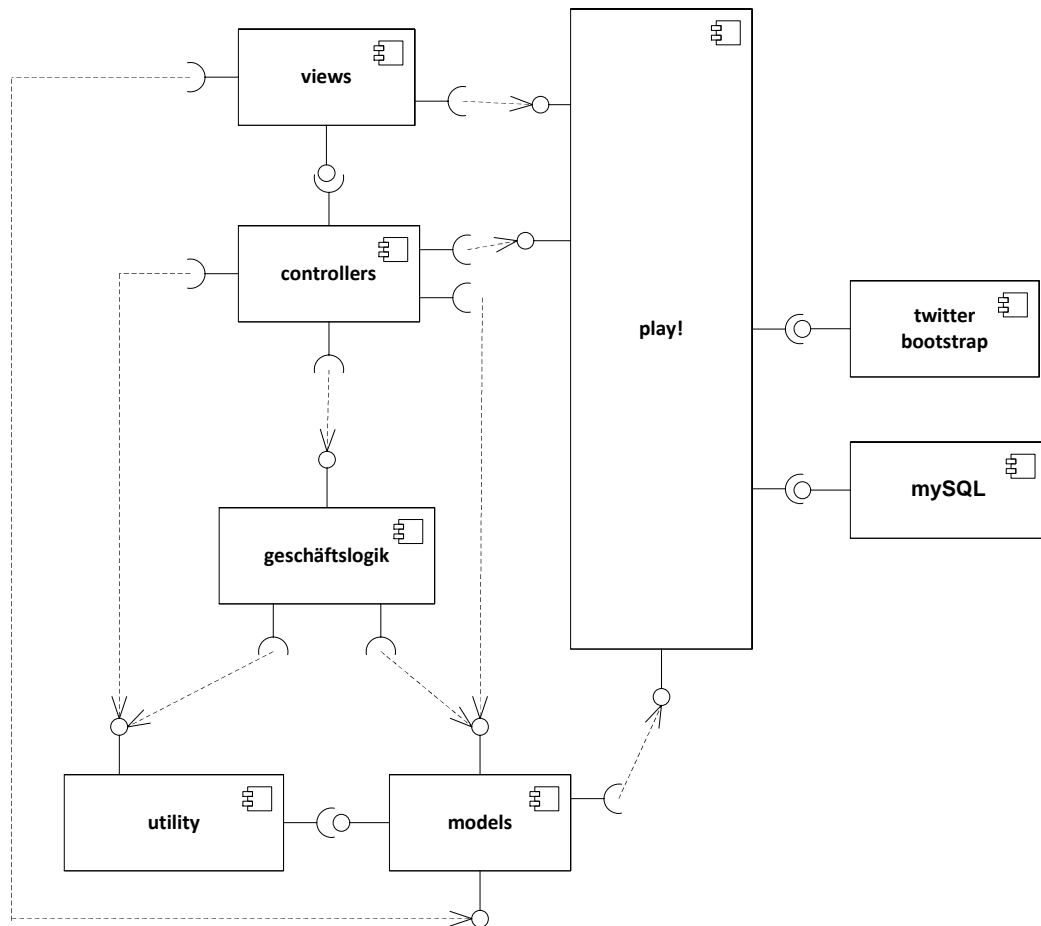 views
controllers
play!
twitter
bootstrap
mySQL
geschäftslogik
utility
models